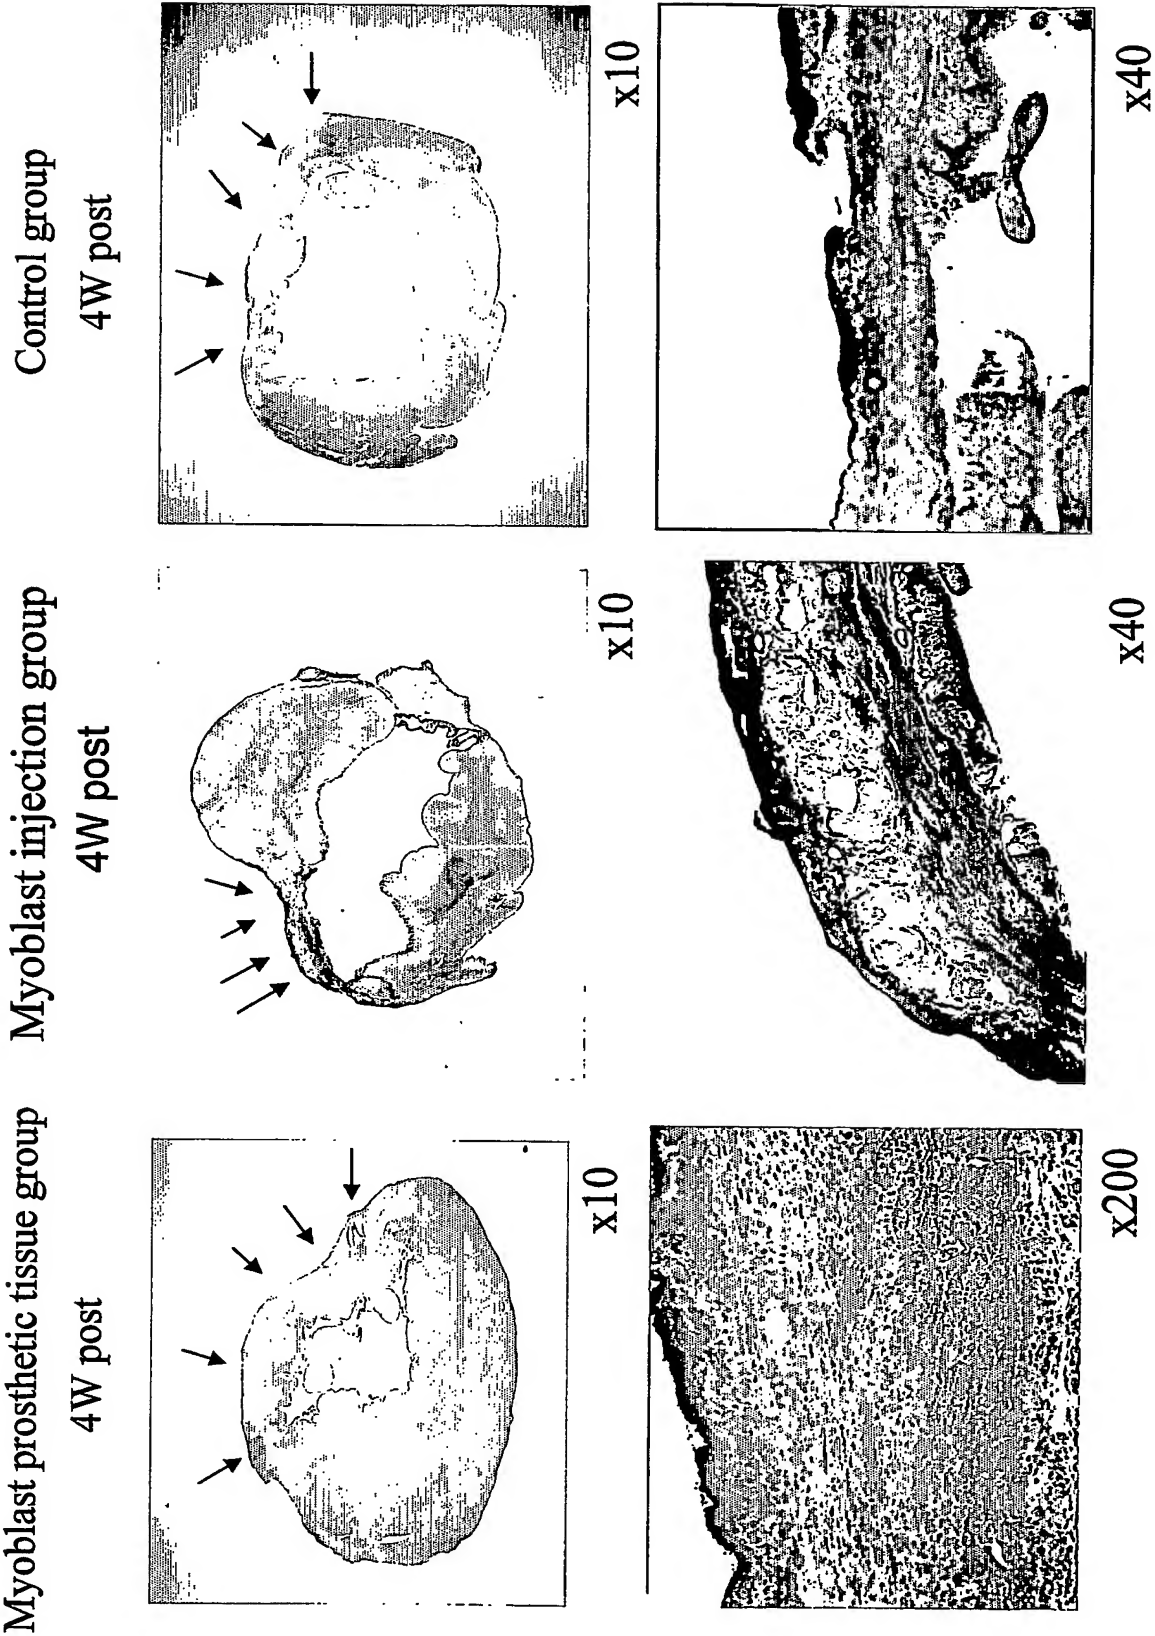 Myoblast prosthetic tissue group
4W post
x10
x200
Myoblast injection group
4W post
x10
x40
Control group
4W post
x10
x40